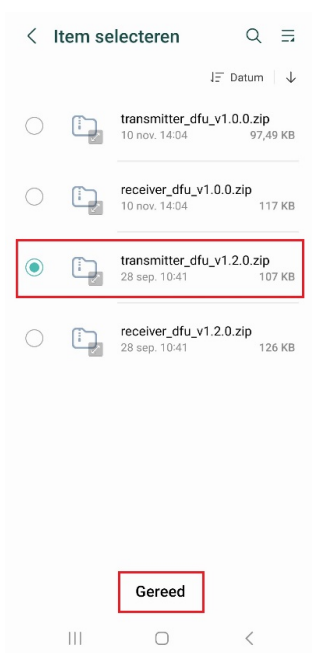 Item selecteren
Datum
transmitter_dfu_v1.0.0.zip
10 nov. 14:04 97,49 KB
receiver_dfu_v1.0.0.zip
10 nov. 14:04 117 KB
transmitter_dfu_v1.2.0.zip
28 sep. 10:41 107 KB
receiver_dfu_v1.2.0.zip
28 sep. 10:41 126 KB
Gereed